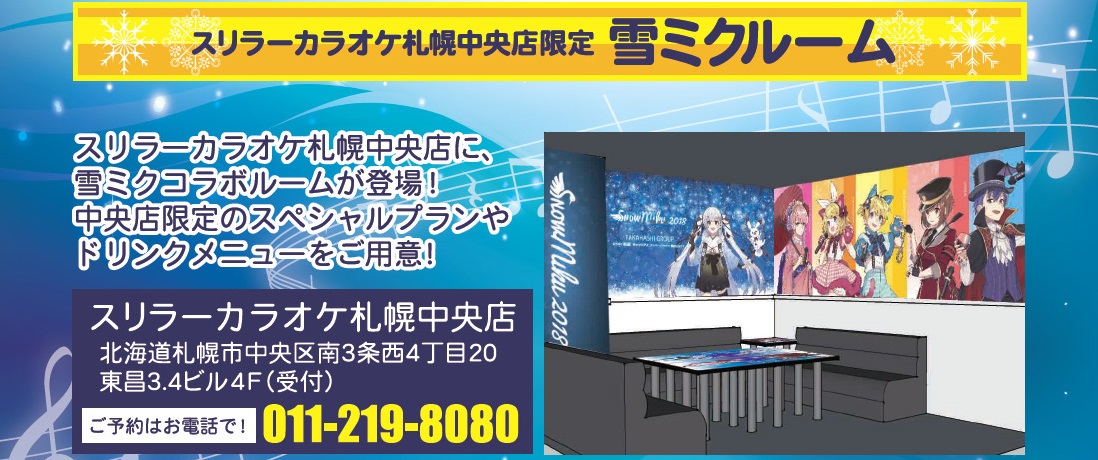 スリラーカラオケ札幌中央店限定 雪ミクルーム
スリラーカラオケ札幌中央店に、
雪ミクコラボルームが登場!
中央店限定のスペシャルプランや
ドリンクメニューをご用意!
スリラーカラオケ札幌中央店
北海道札幌市中央区南3条西4丁目20
東昌3.4ビル4F(受付)
ご予約はお電話で! 011-219-8080
SNOW MIKU 2018
TAKAHASHI GROUP
Snow Miku 2018